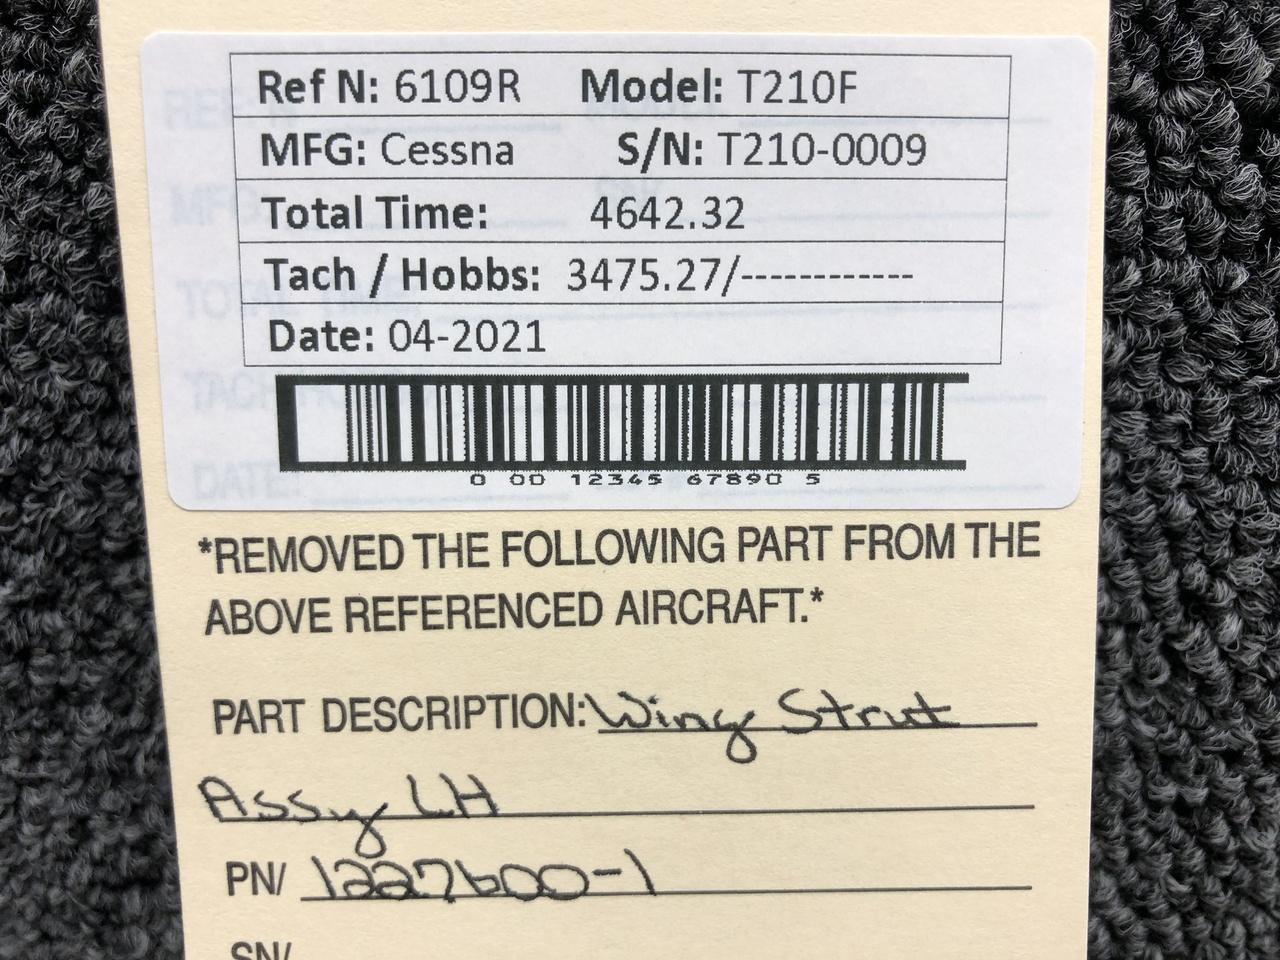 Ref N: 6109R Model: T210F
MFG: Cessna S/N: T210-0009
Total Time: 4642.32
Tach / Hobbs: 3475.27/------------
Date: 04-2021
0 00 12345 67890 5
*REMOVED THE FOLLOWING PART FROM THE
ABOVE REFERENCED AIRCRAFT.*
PART DESCRIPTION: Wing Strut
Assy LH
PN/ 1227600-1
SN/